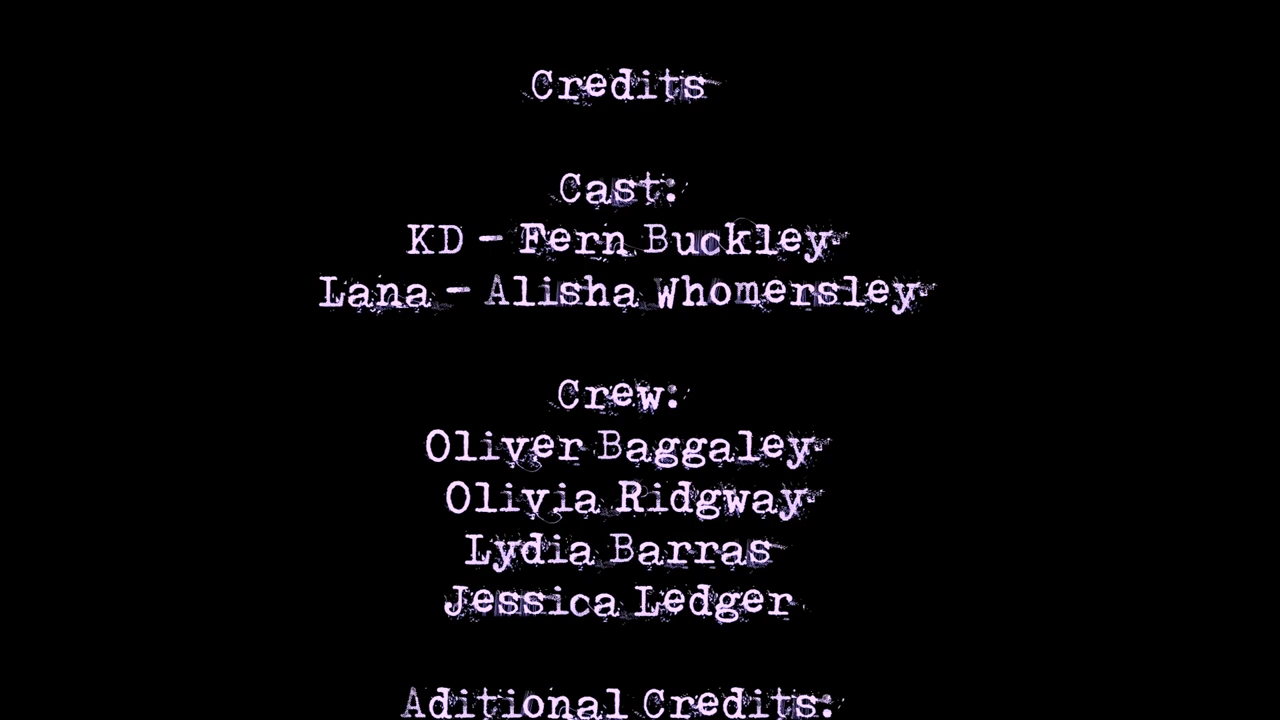 Credits
Cast:
KD - Fern Buckley
Lana - Alisha Whomersley
Crew:
Oliver Baggaley
Olivia Ridgway
Lydia Barras
Jessica Ledger
Aditional Credits: